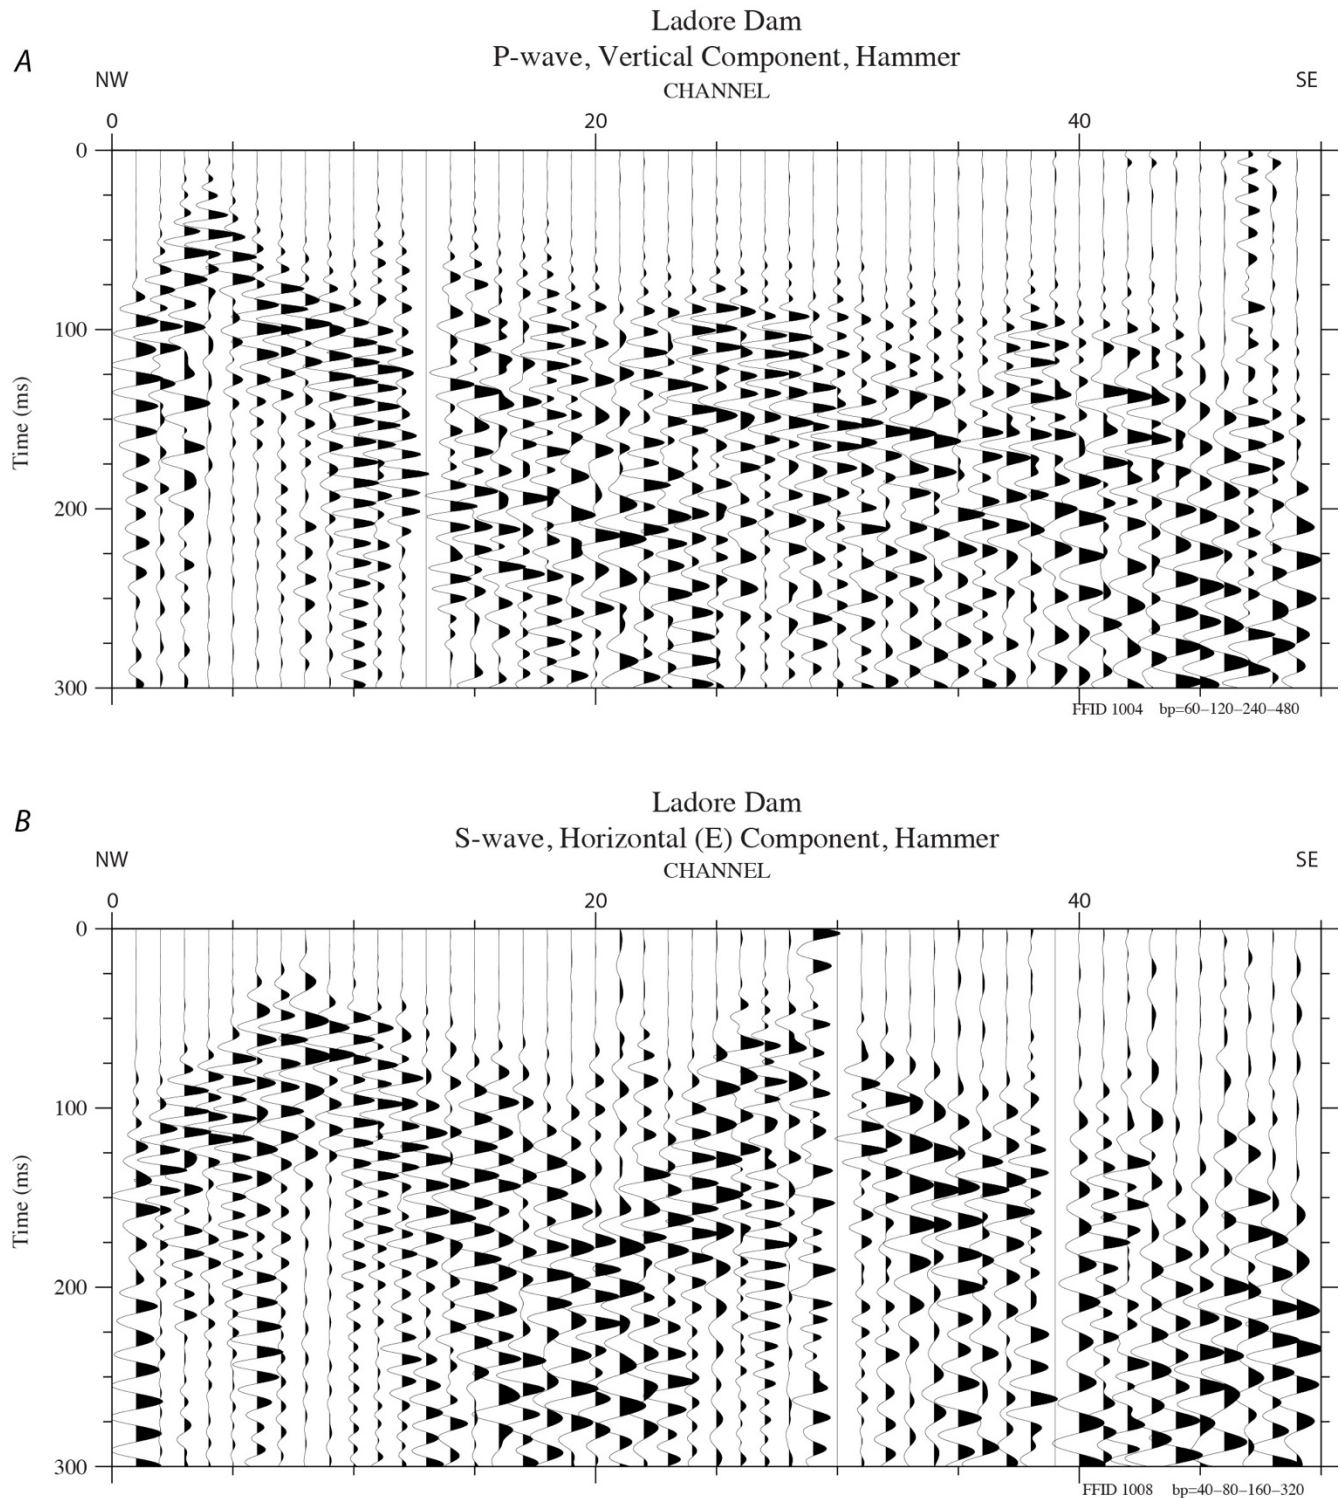 Ladore Dam
A
P-wave, Vertical Component, Hammer
NW
CHANNEL
SE
0 20 40
0
100
200
300
Time (ms)
FFID 1004 bp=60–120–240–480
Ladore Dam
B
S-wave, Horizontal (E) Component, Hammer
NW
CHANNEL
SE
0 20 40
0
100
200
300
Time (ms)
FFID 1008 bp=40–80–160–320